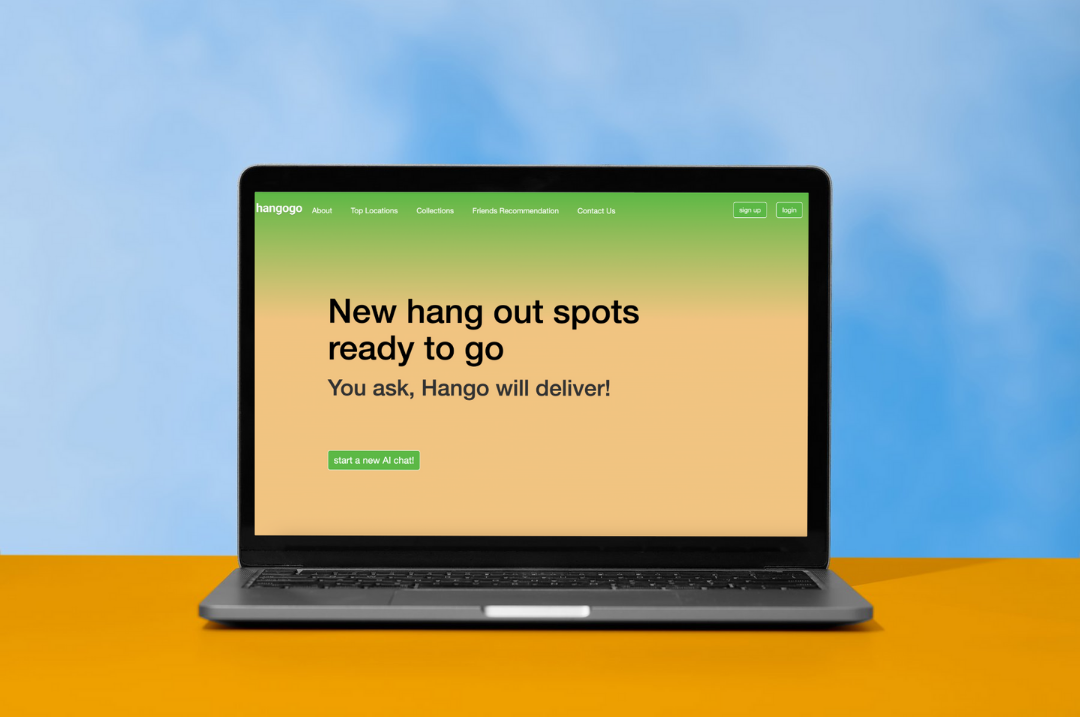 hangogo About Top Locations Collections Friends Recommendation Contact Us sign up login
New hang out spots
ready to go
You ask, Hango will deliver!
start a new AI chat!